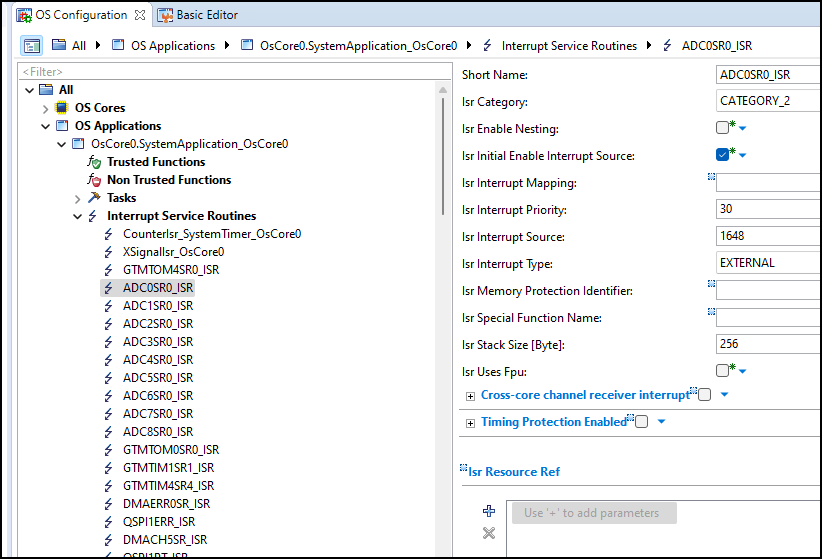 OS Configuration
Basic Editor
All
OS Applications
OsCore0.SystemApplication_OsCore0
Interrupt Service Routines
ADC0SR0_ISR
<Filter>
All
OS Cores
OS Applications
OsCore0.SystemApplication_OsCore0
Trusted Functions
Non Trusted Functions
Tasks
Interrupt Service Routines
CounterIsr_SystemTimer_OsCore0
XSignalIsr_OsCore0
GTMTOM4SR0_ISR
ADC0SR0_ISR
ADC1SR0_ISR
ADC2SR0_ISR
ADC3SR0_ISR
ADC4SR0_ISR
ADC5SR0_ISR
ADC6SR0_ISR
ADC7SR0_ISR
ADC8SR0_ISR
GTMTOM0SR0_ISR
GTMTIM1SR1_ISR
GTMTIM4SR4_ISR
DMAERR0SR_ISR
QSPI1ERR_ISR
DMACH5SR_ISR
QSPI1PT_ISR
Short Name: ADC0SR0_ISR
Isr Category: CATEGORY_2
Isr Enable Nesting:
Isr Initial Enable Interrupt Source:
Isr Interrupt Mapping:
Isr Interrupt Priority: 30
Isr Interrupt Source: 1648
Isr Interrupt Type: EXTERNAL
Isr Memory Protection Identifier:
Isr Special Function Name:
Isr Stack Size [Byte]: 256
Isr Uses Fpu:
Cross-core channel receiver interrupt
Timing Protection Enabled
Isr Resource Ref
Use '+' to add parameters